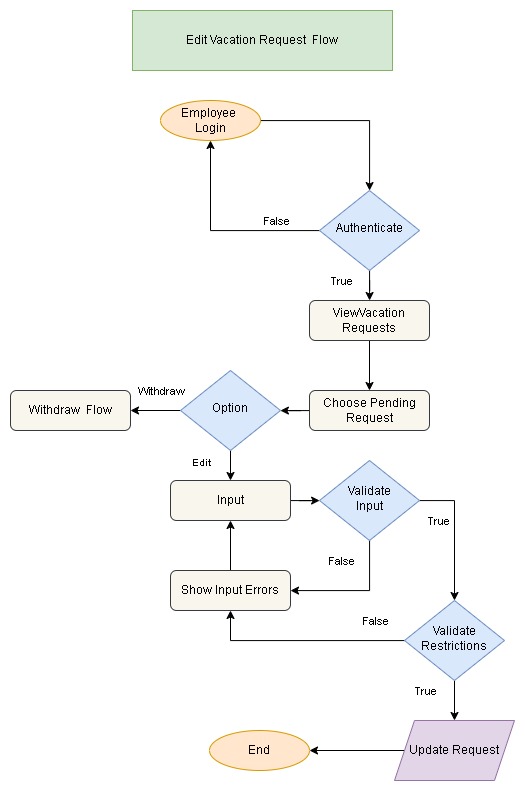 Edit Vacation Request Flow
Employee
Login
False
Authenticate
True
ViewVacation
Requests
Withdraw
Withdraw Flow
Option
Choose Pending
Request
Edit
Input
Validate
Input
True
False
Show Input Errors
False
Validate
Restrictions
True
End
Update Request